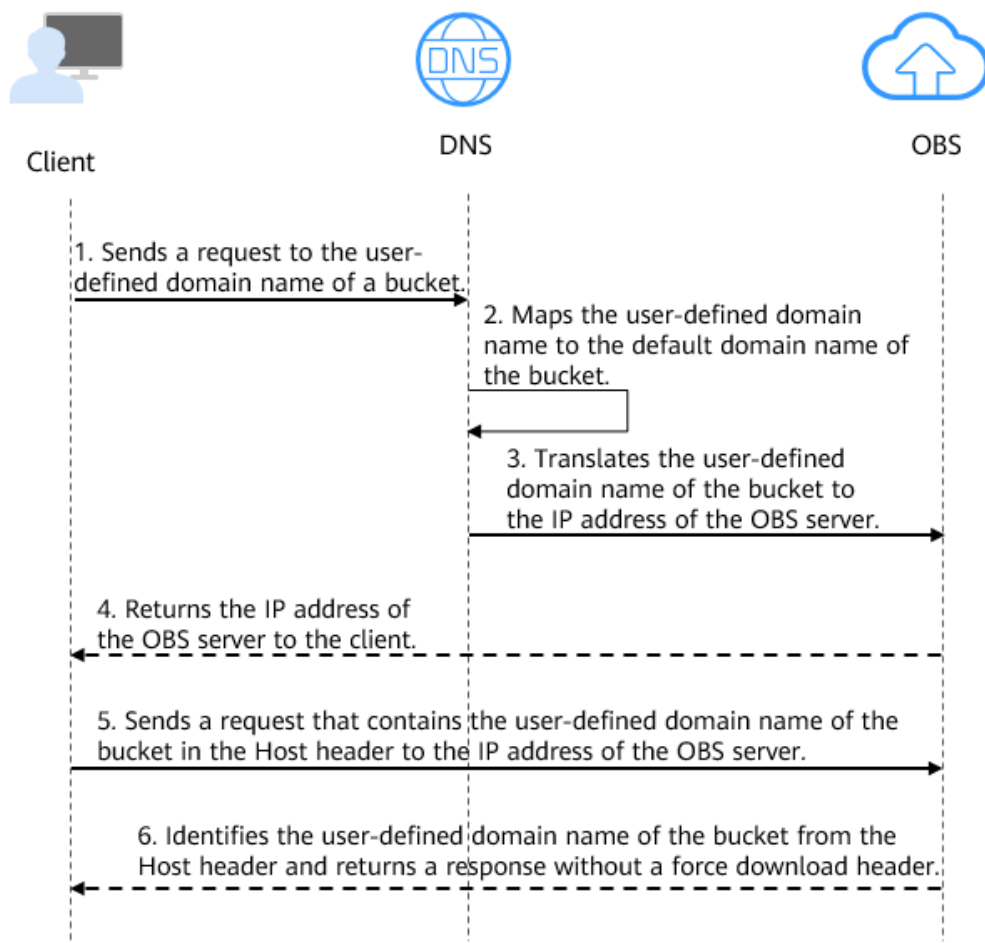 DNS
Client
DNS
OBS
1. Sends a request to the user-
defined domain name of a bucket.
2. Maps the user-defined domain
name to the default domain name of
the bucket.
3. Translates the user-defined
domain name of the bucket to
the IP address of the OBS server.
4. Returns the IP address of
the OBS server to the client.
5. Sends a request that contains the user-defined domain name of the
bucket in the Host header to the IP address of the OBS server.
6. Identifies the user-defined domain name of the bucket from the
Host header and returns a response without a force download header.